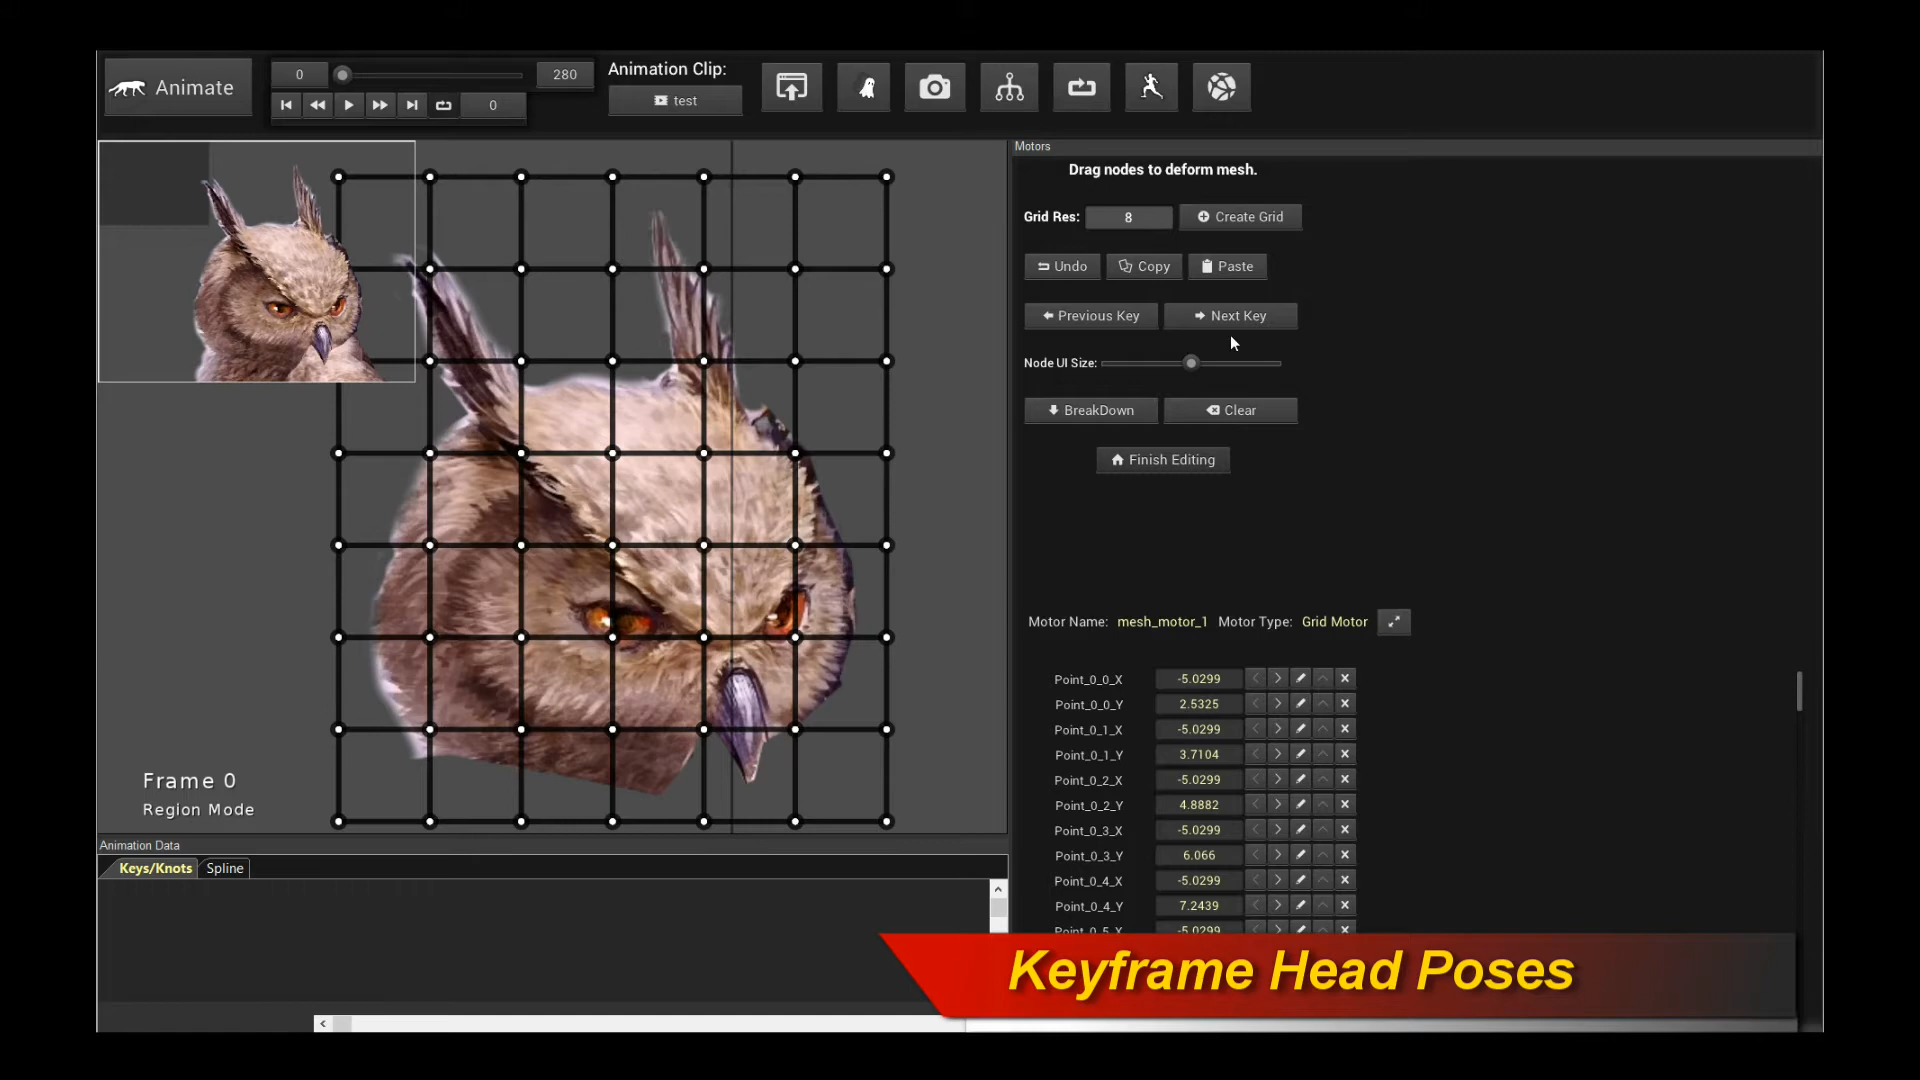 Animate
0
280
0
Animation Clip:
test
Motors
Drag nodes to deform mesh.
Grid Res: 8 Create Grid
Undo Copy Paste
Previous Key Next Key
Node UI Size:
BreakDown Clear
Finish Editing
Motor Name: mesh_motor_1 Motor Type: Grid Motor
Point_0_0_X -5.0299
Point_0_0_Y 2.5325
Point_0_1_X -5.0299
Point_0_1_Y 3.7104
Point_0_2_X -5.0299
Point_0_2_Y 4.8882
Point_0_3_X -5.0299
Point_0_3_Y 6.066
Point_0_4_X -5.0299
Point_0_4_Y 7.2439
Point_0_5_X -5.0299
Frame 0
Region Mode
Animation Data
Keys/Knots Spline
Keyframe Head Poses